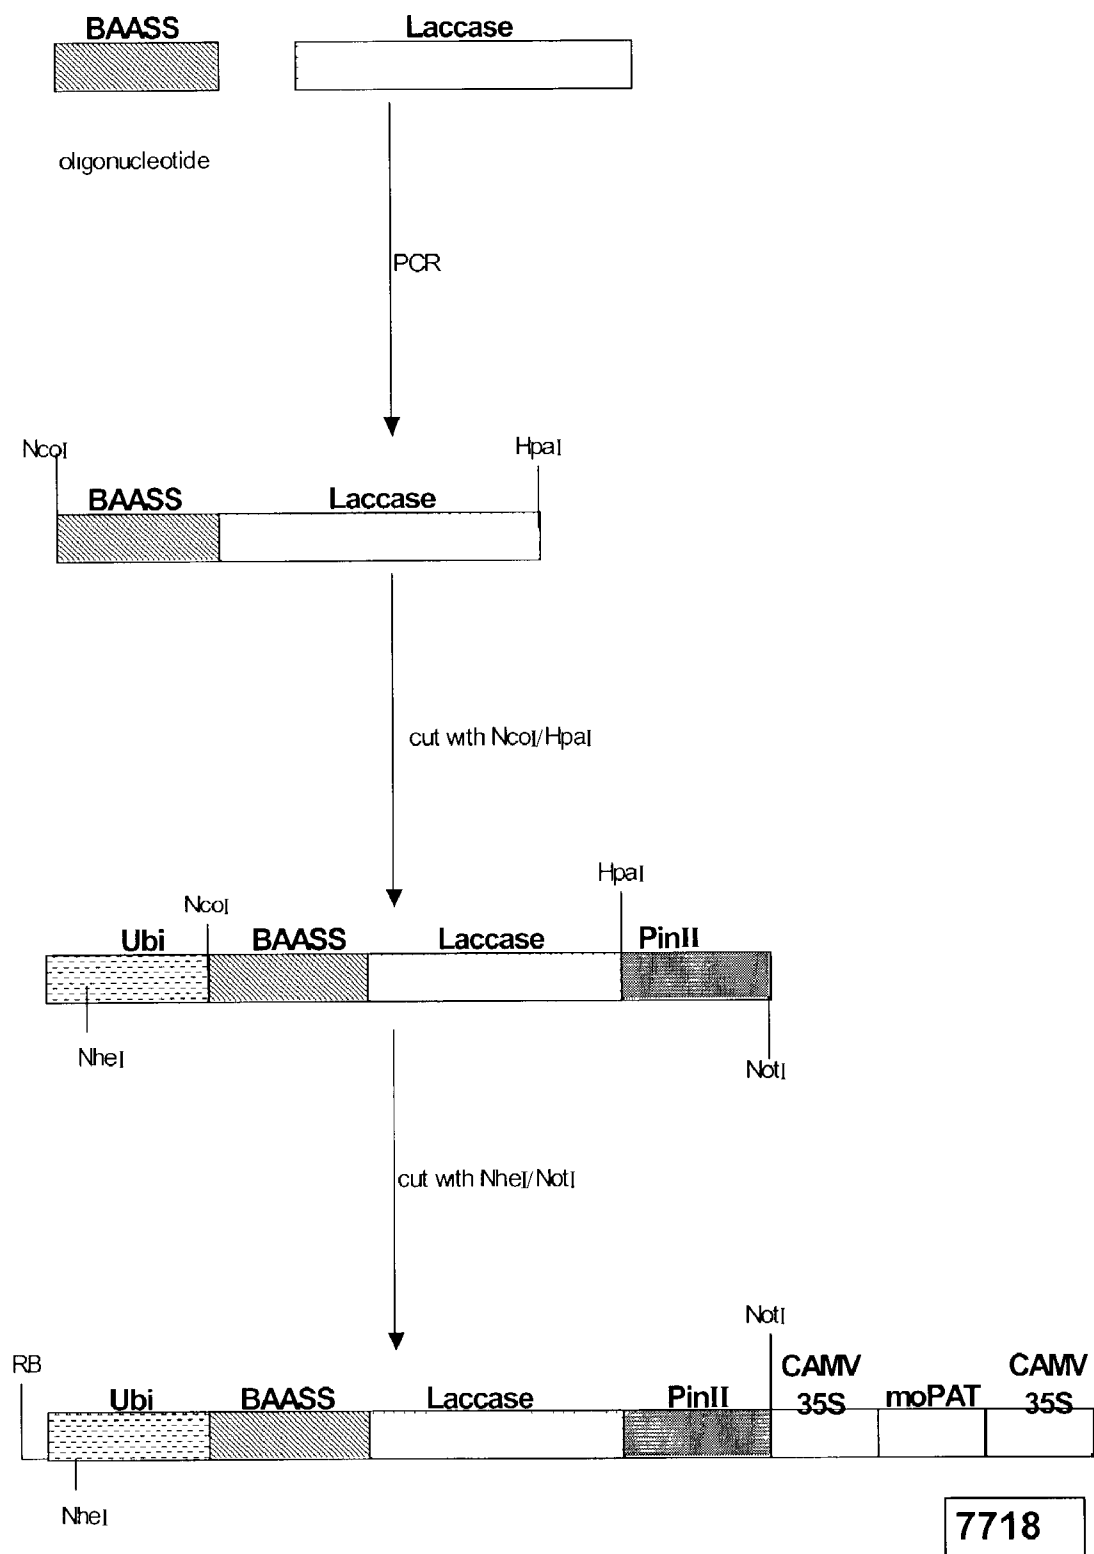 BAASS Laccase
oligonucleotide
PCR
NcoI HpaI
BAASS Laccase
cut with NcoI/HpaI
HpaI
NcoI
Ubi BAASS Laccase PinII
NheI
NotI
cut with NheI/NotI
NotI
RB
CAMV CAMV
Ubi BAASS Laccase PinII 35S moPAT 35S
NheI
7718